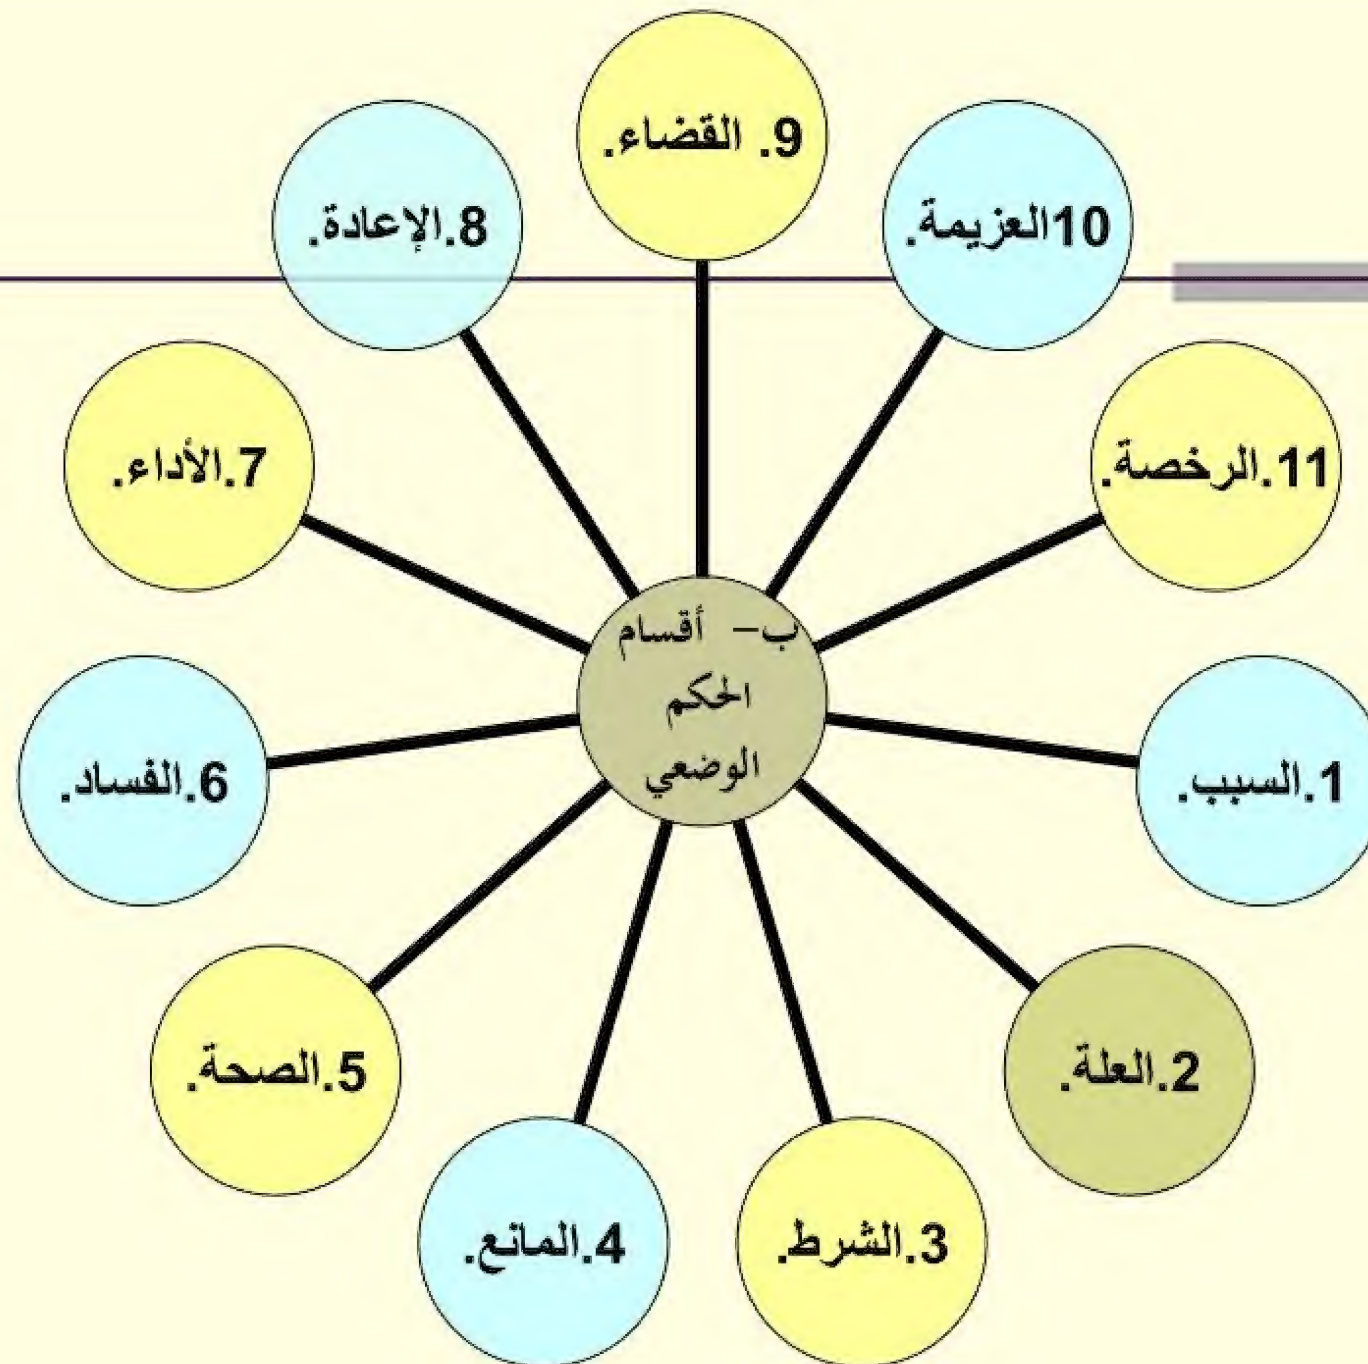 ب- أقسام
الحكم
الوضعي
1.السبب.
2.العلة.
3.الشرط.
4.المانع.
5.الصحة.
6.الفساد.
7.الأداء.
8.الإعادة.
9. القضاء.
10العزيمة.
11.الرخصة.